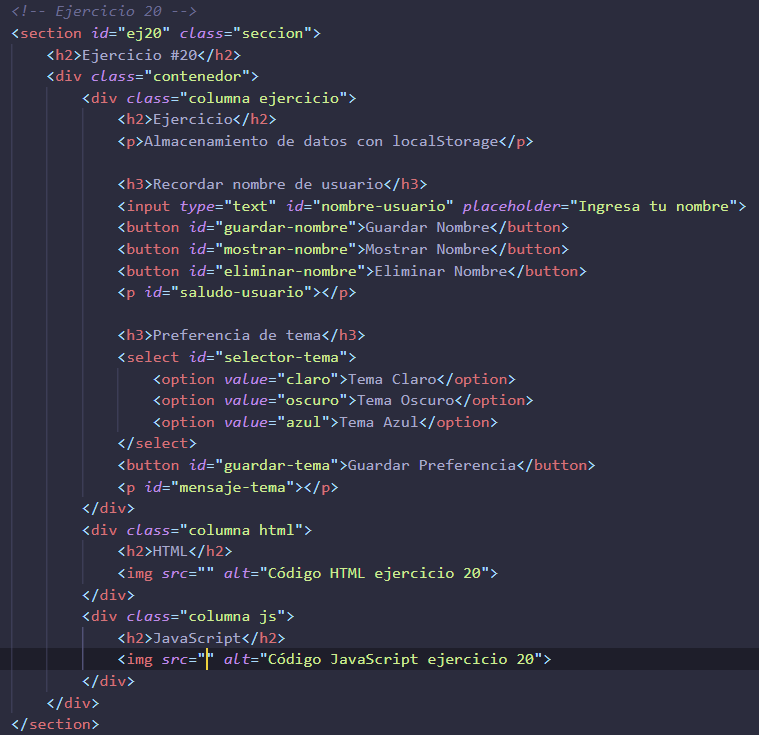 <!-- Ejercicio 20 -->
<section id="ej20" class="seccion">
    <h2>Ejercicio #20</h2>
    <div class="contenedor">
        <div class="columna ejercicio">
            <h2>Ejercicio</h2>
            <p>Almacenamiento de datos con localStorage</p>

            <h3>Recordar nombre de usuario</h3>
            <input type="text" id="nombre-usuario" placeholder="Ingresa tu nombre">
            <button id="guardar-nombre">Guardar Nombre</button>
            <button id="mostrar-nombre">Mostrar Nombre</button>
            <button id="eliminar-nombre">Eliminar Nombre</button>
            <p id="saludo-usuario"></p>

            <h3>Preferencia de tema</h3>
            <select id="selector-tema">
                <option value="claro">Tema Claro</option>
                <option value="oscuro">Tema Oscuro</option>
                <option value="azul">Tema Azul</option>
            </select>
            <button id="guardar-tema">Guardar Preferencia</button>
            <p id="mensaje-tema"></p>
        </div>
        <div class="columna html">
            <h2>HTML</h2>
            <img src="" alt="Código HTML ejercicio 20">
        </div>
        <div class="columna js">
            <h2>JavaScript</h2>
            <img src="" alt="Código JavaScript ejercicio 20">
        </div>
    </div>
</section>